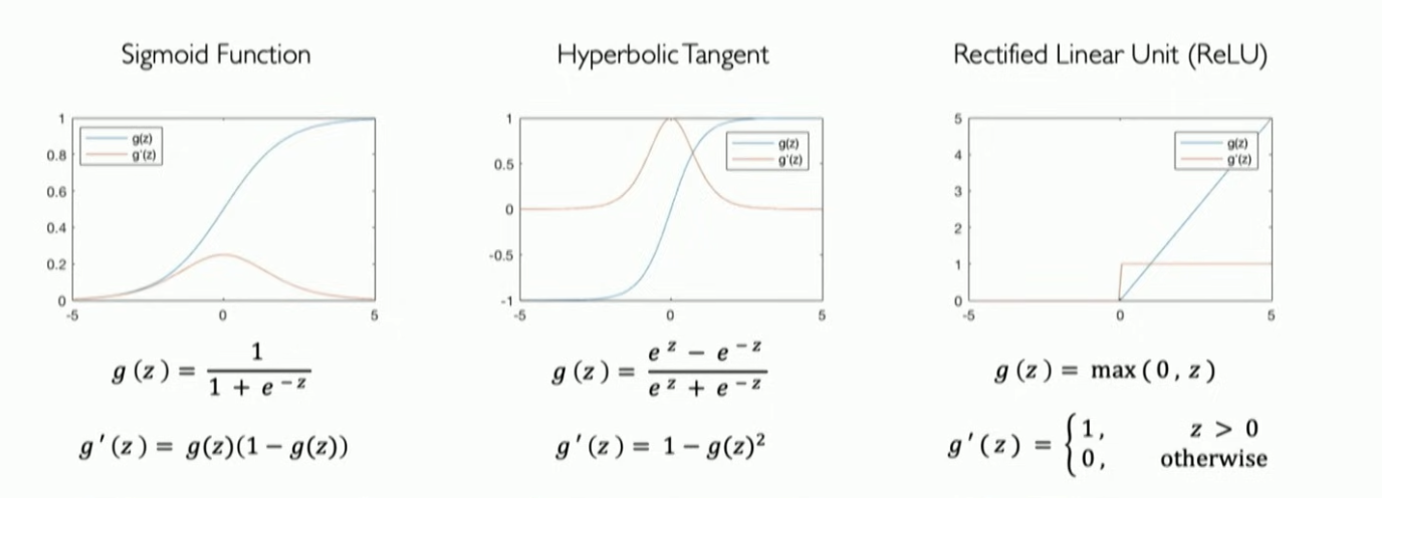 Sigmoid Function
1
0.8
0.6
0.4
0.2
0
-5
0
5
g(z)
g'(z)
g (z) = 1 / (1 + e^{-z})
g'(z) = g(z)(1 − g(z))
Hyperbolic Tangent
1
0.5
0
-0.5
-1
-5
0
5
g(z)
g'(z)
g (z) = (e^z − e^{-z}) / (e^z + e^{-z})
g'(z) = 1 − g(z)²
Rectified Linear Unit (ReLU)
5
4
3
2
1
0
-5
0
5
g(z)
g'(z)
g (z) = max (0, z)
g'(z) = { 1, z > 0
0, otherwise